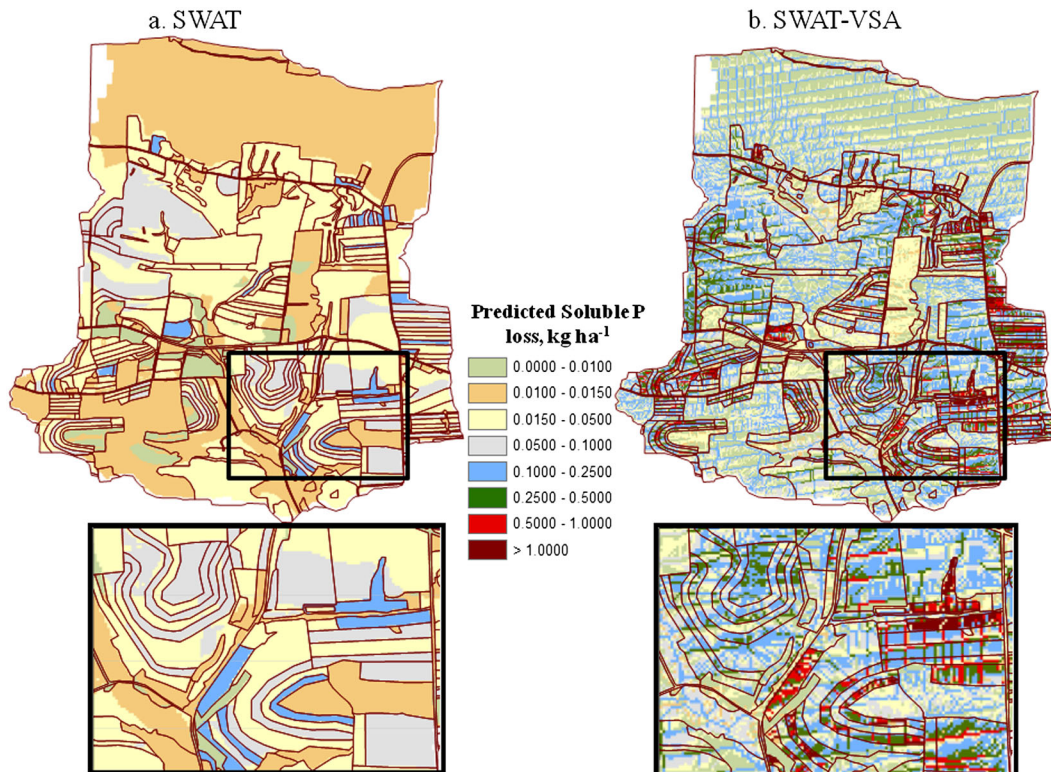 a. SWAT
b. SWAT-VSA
Predicted Soluble P
loss, kg ha⁻¹
0.0000 - 0.0100
0.0100 - 0.0150
0.0150 - 0.0500
0.0500 - 0.1000
0.1000 - 0.2500
0.2500 - 0.5000
0.5000 - 1.0000
> 1.0000